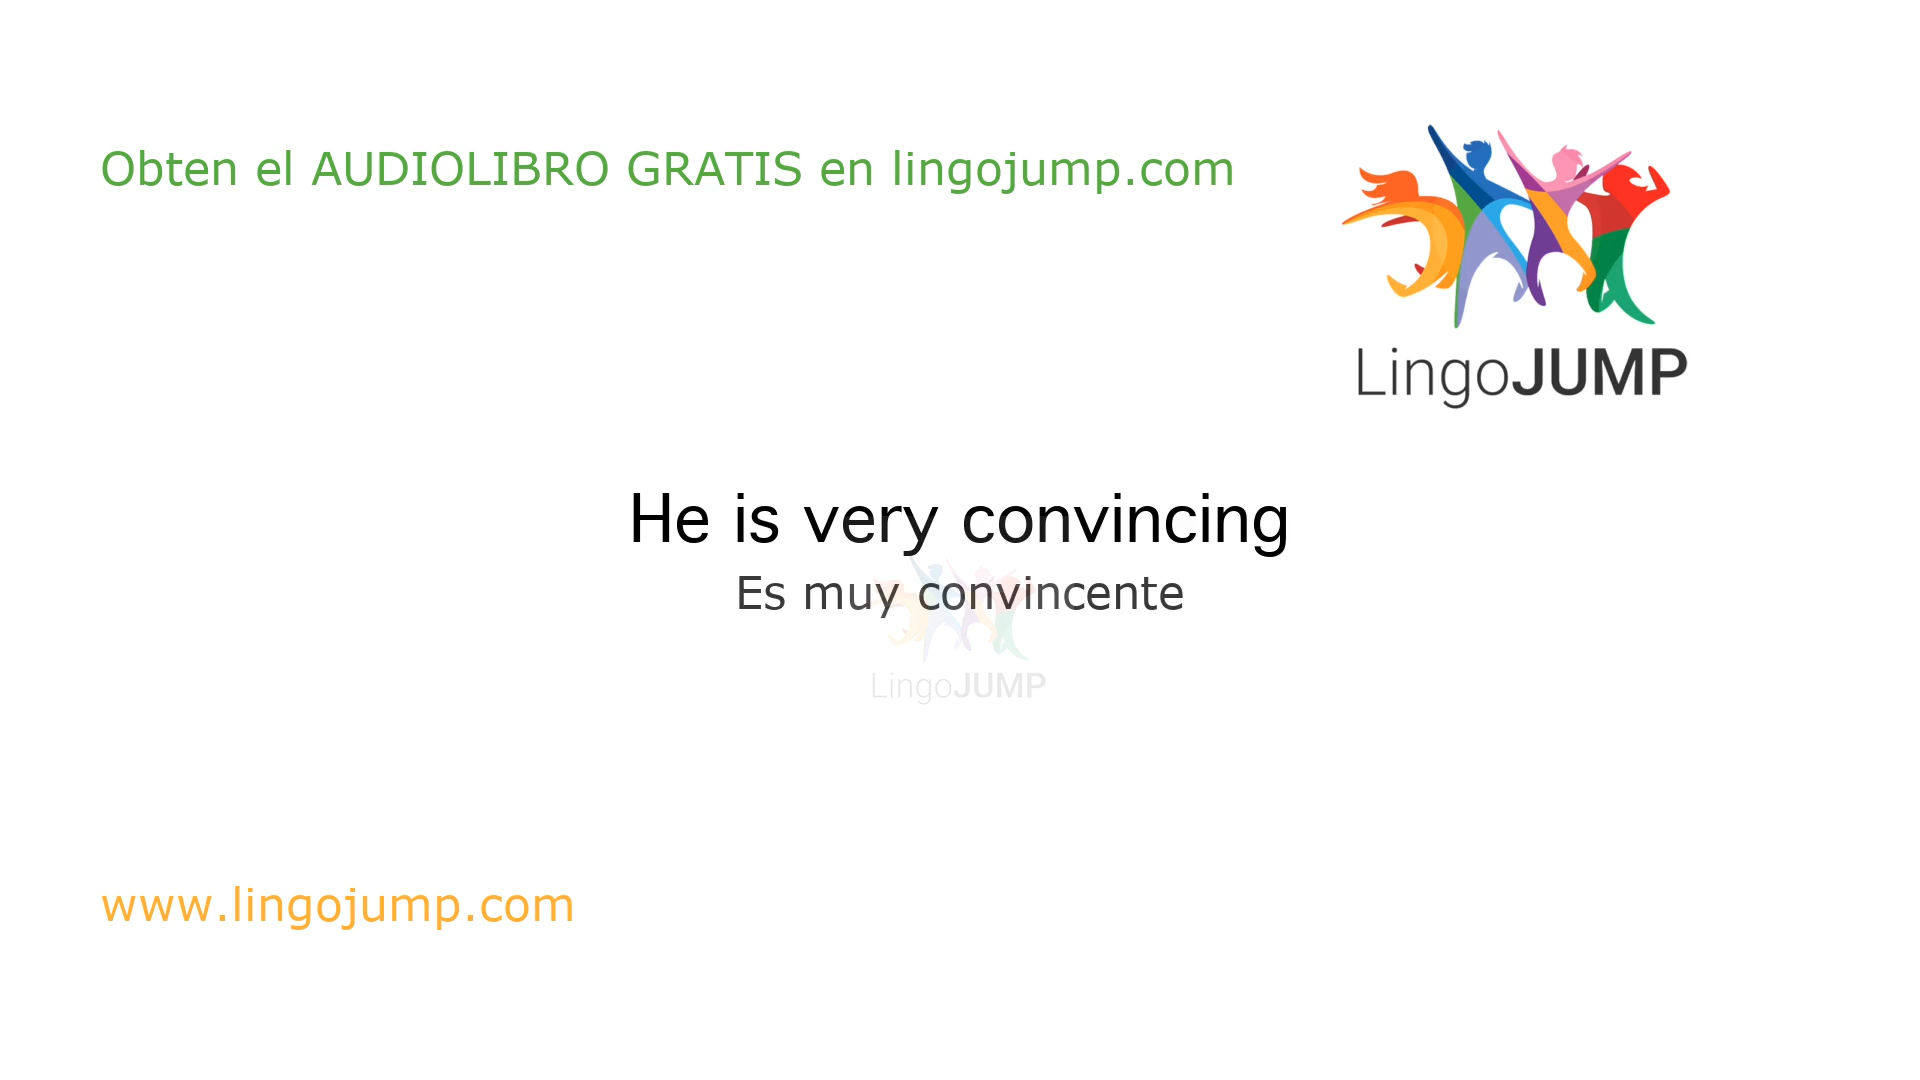 Obten el AUDIOLIBRO GRATIS en lingojump.com
LingoJUMP
He is very convincing
Es muy convincente
LingoJUMP
www.lingojump.com